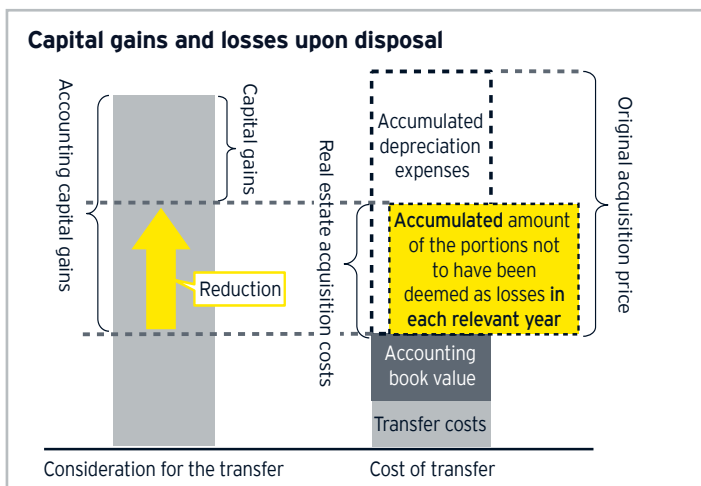 Capital gains and losses upon disposal
Accounting capital gains
Capital gains
Reduction
Real estate acquisition costs
Accumulated
depreciation
expenses
Accumulated amount
of the portions not
to have been
deemed as losses in
each relevant year
Original acquisition price
Accounting
book value
Transfer costs
Consideration for the transfer
Cost of transfer